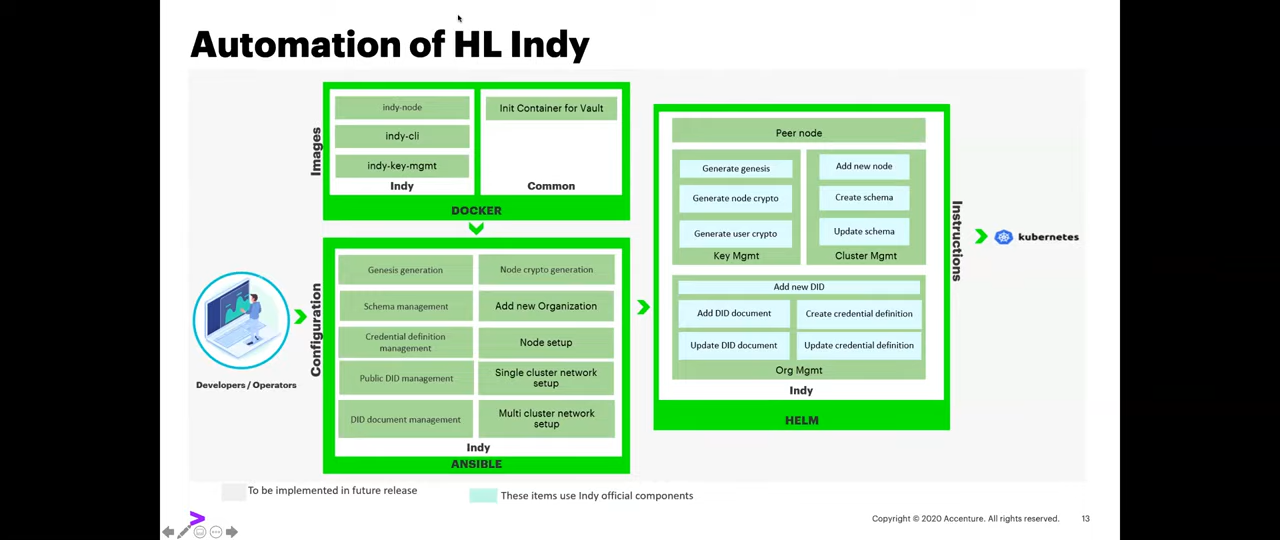 Automation of HL Indy
Images
indy-node
indy-cli
indy-key-mgmt
Indy
Init Container for Vault
Common
DOCKER
Developers / Operators
Configuration
Genesis generation
Node crypto generation
Schema management
Add new Organization
Credential definition
management
Node setup
Public DID management
Single cluster network
setup
DID document management
Multi cluster network
setup
Indy
ANSIBLE
Peer node
Generate genesis
Generate node crypto
Generate user crypto
Key Mgmt
Add new node
Create schema
Update schema
Cluster Mgmt
Add new DID
Add DID document
Create credential definition
Update DID document
Update credential definition
Org Mgmt
Indy
HELM
Instructions
kubernetes
To be implemented in future release
These items use Indy official components
Copyright © 2020 Accenture. All rights reserved.
13